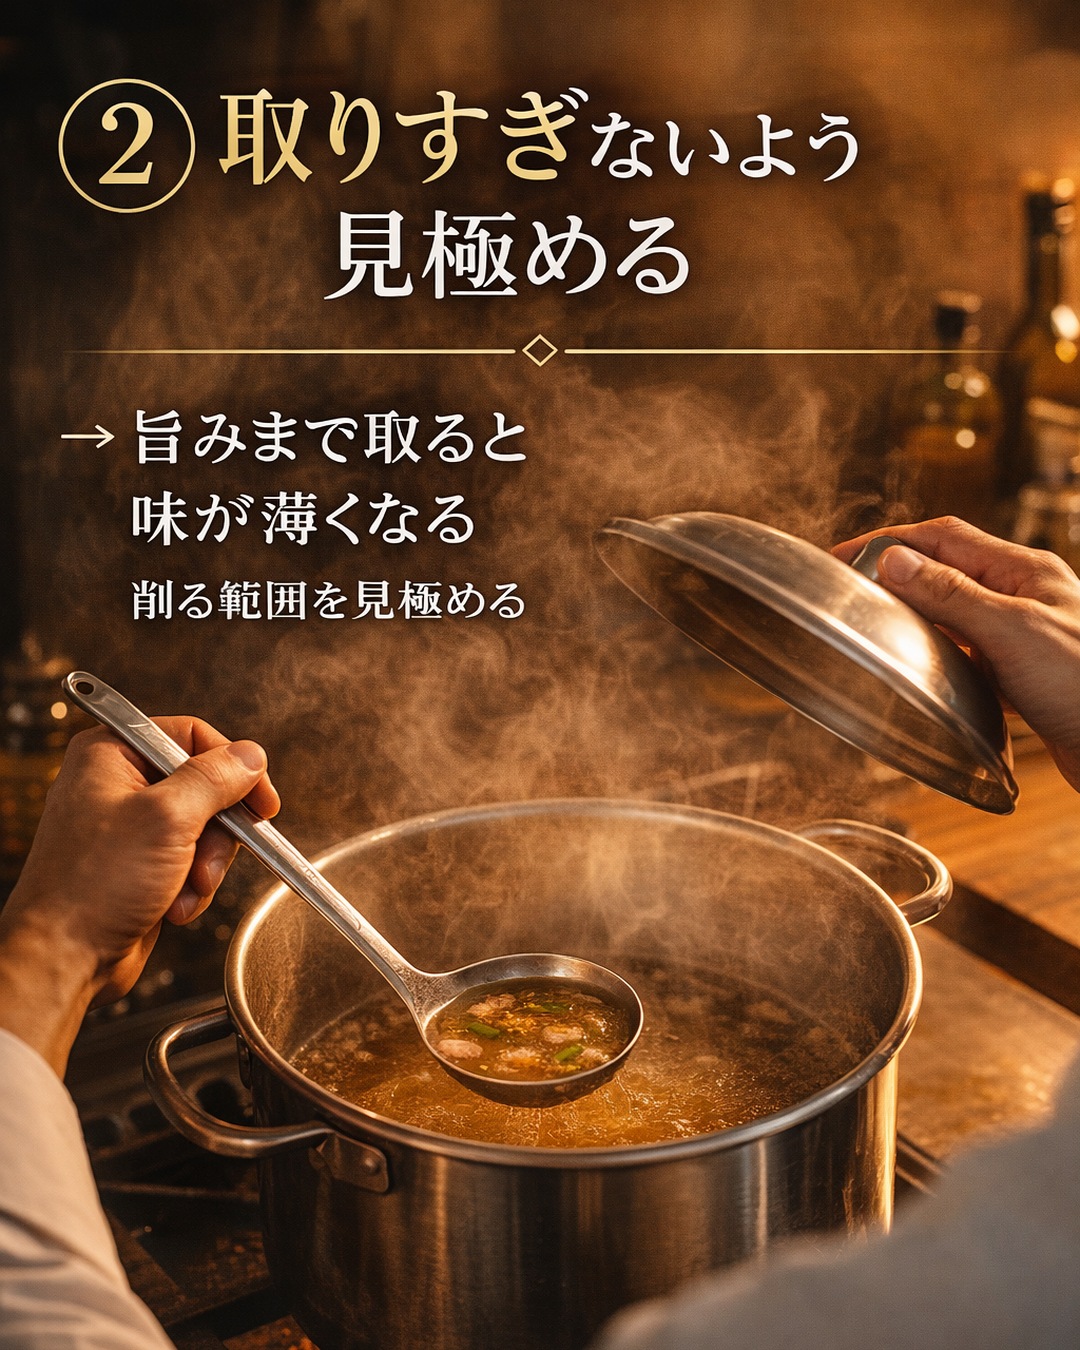 ② 取りすぎないよう
見極める
→ 旨みまで取ると
味が薄くなる
削る範囲を見極める